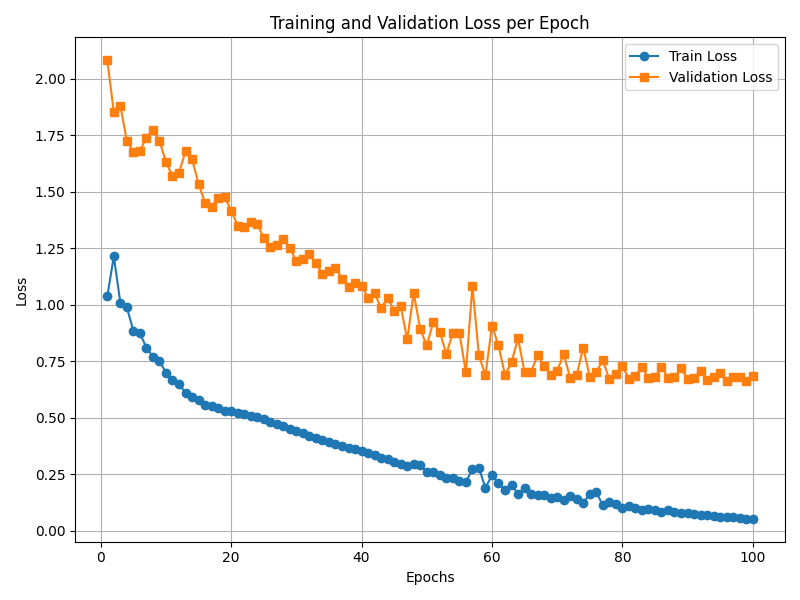 Training and Validation Loss per Epoch
Train Loss
Validation Loss
2.00
1.75
1.50
1.25
1.00
0.75
0.50
0.25
0.00
Loss
0 20 40 60 80 100
Epochs